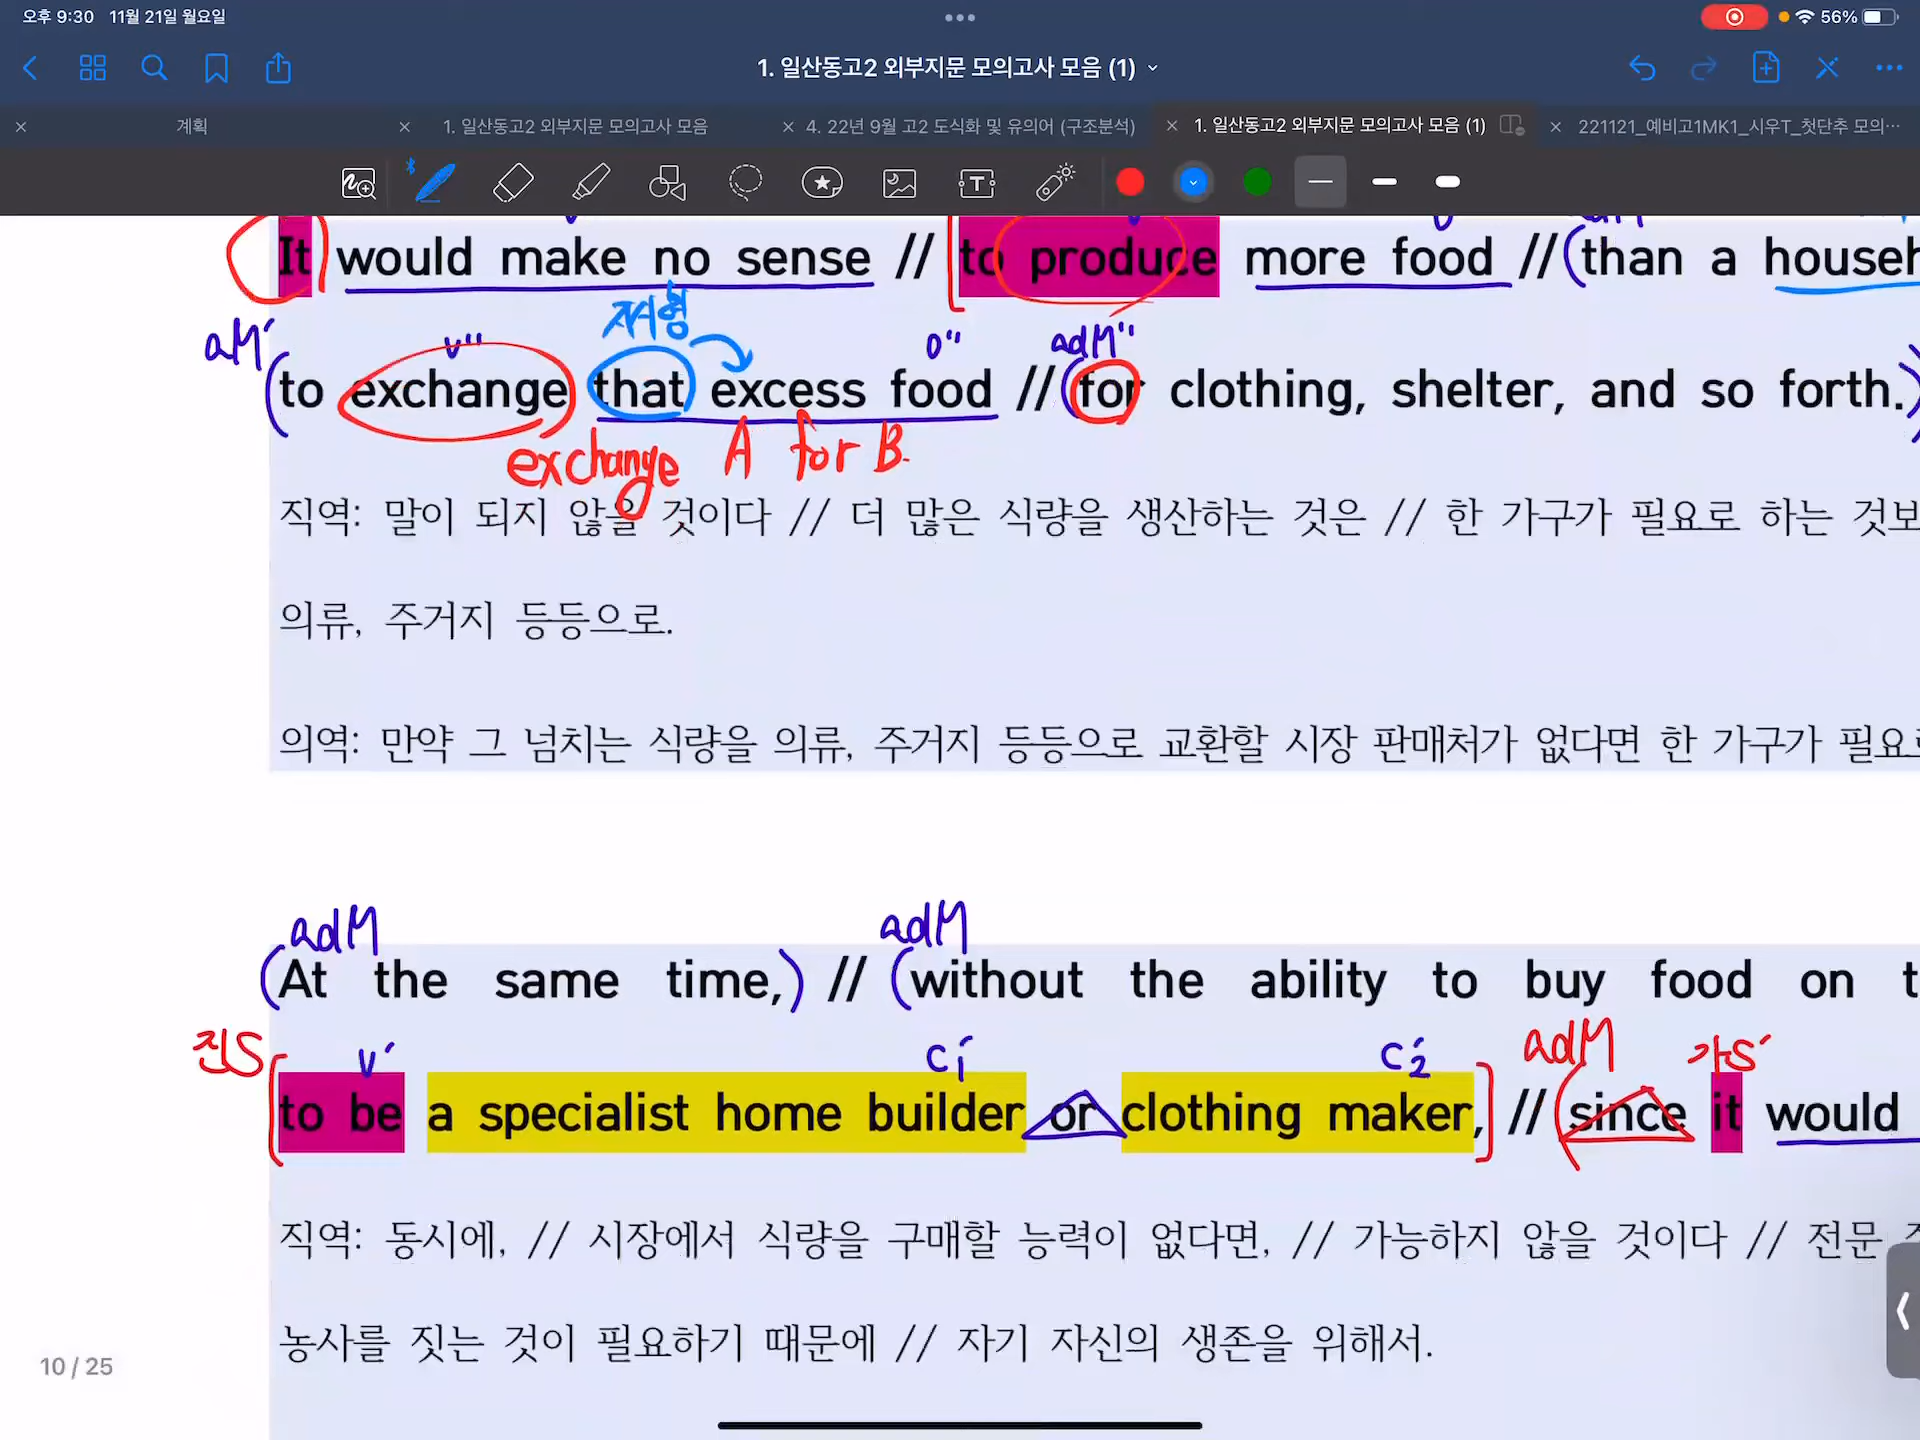 오후 9:30 11월 21일 월요일 56%
1. 일산동고2 외부지문 모의고사 모음 (1)
계획 1. 일산동고2 외부지문 모의고사 모음 4. 22년 9월 고2 도식화 및 유의어 (구조분석) 1. 일산동고2 외부지문 모의고사 모음 (1) 221121_예비고1MK1_시우T_첫단추 모의…
It would make no sense // [to produce more food // (than a househ
지형
aM' v'' o'' adM''
(to exchange that excess food // (for clothing, shelter, and so forth.)
exchange A for B
직역: 말이 되지 않을 것이다 // 더 많은 식량을 생산하는 것은 // 한 가구가 필요로 하는 것보
의류, 주거지 등등으로.
의역: 만약 그 넘치는 식량을 의류, 주거지 등등으로 교환할 시장 판매처가 없다면 한 가구가 필요로
adM adM
(At the same time,) // (without the ability to buy food on t
진S v' c'1 c'2 adM 가S'
[to be a specialist home builder or clothing maker,] // (since it would
직역: 동시에, // 시장에서 식량을 구매할 능력이 없다면, // 가능하지 않을 것이다 // 전문
농사를 짓는 것이 필요하기 때문에 // 자기 자신의 생존을 위해서.
10 / 25